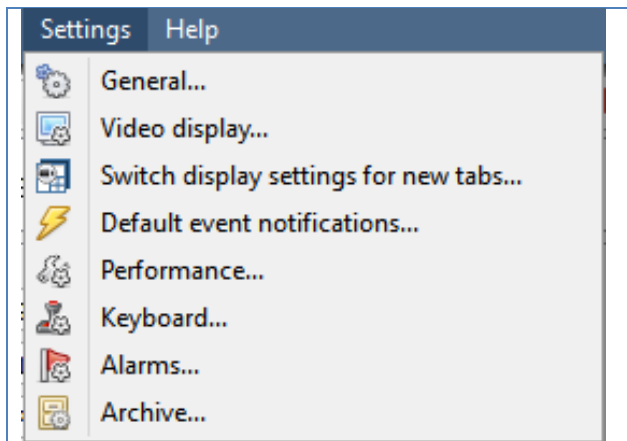 Settings Help
General...
Video display...
Switch display settings for new tabs...
Default event notifications...
Performance...
Keyboard...
Alarms...
Archive...